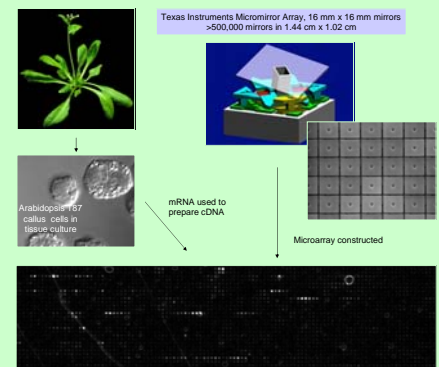 Texas Instruments Micromirror Array, 16 mm x 16 mm mirrors
>500,000 mirrors in 1.44 cm x 1.02 cm
Arabidopsis T87
callus cells in
tissue culture
mRNA used to
prepare cDNA
Microarray constructed